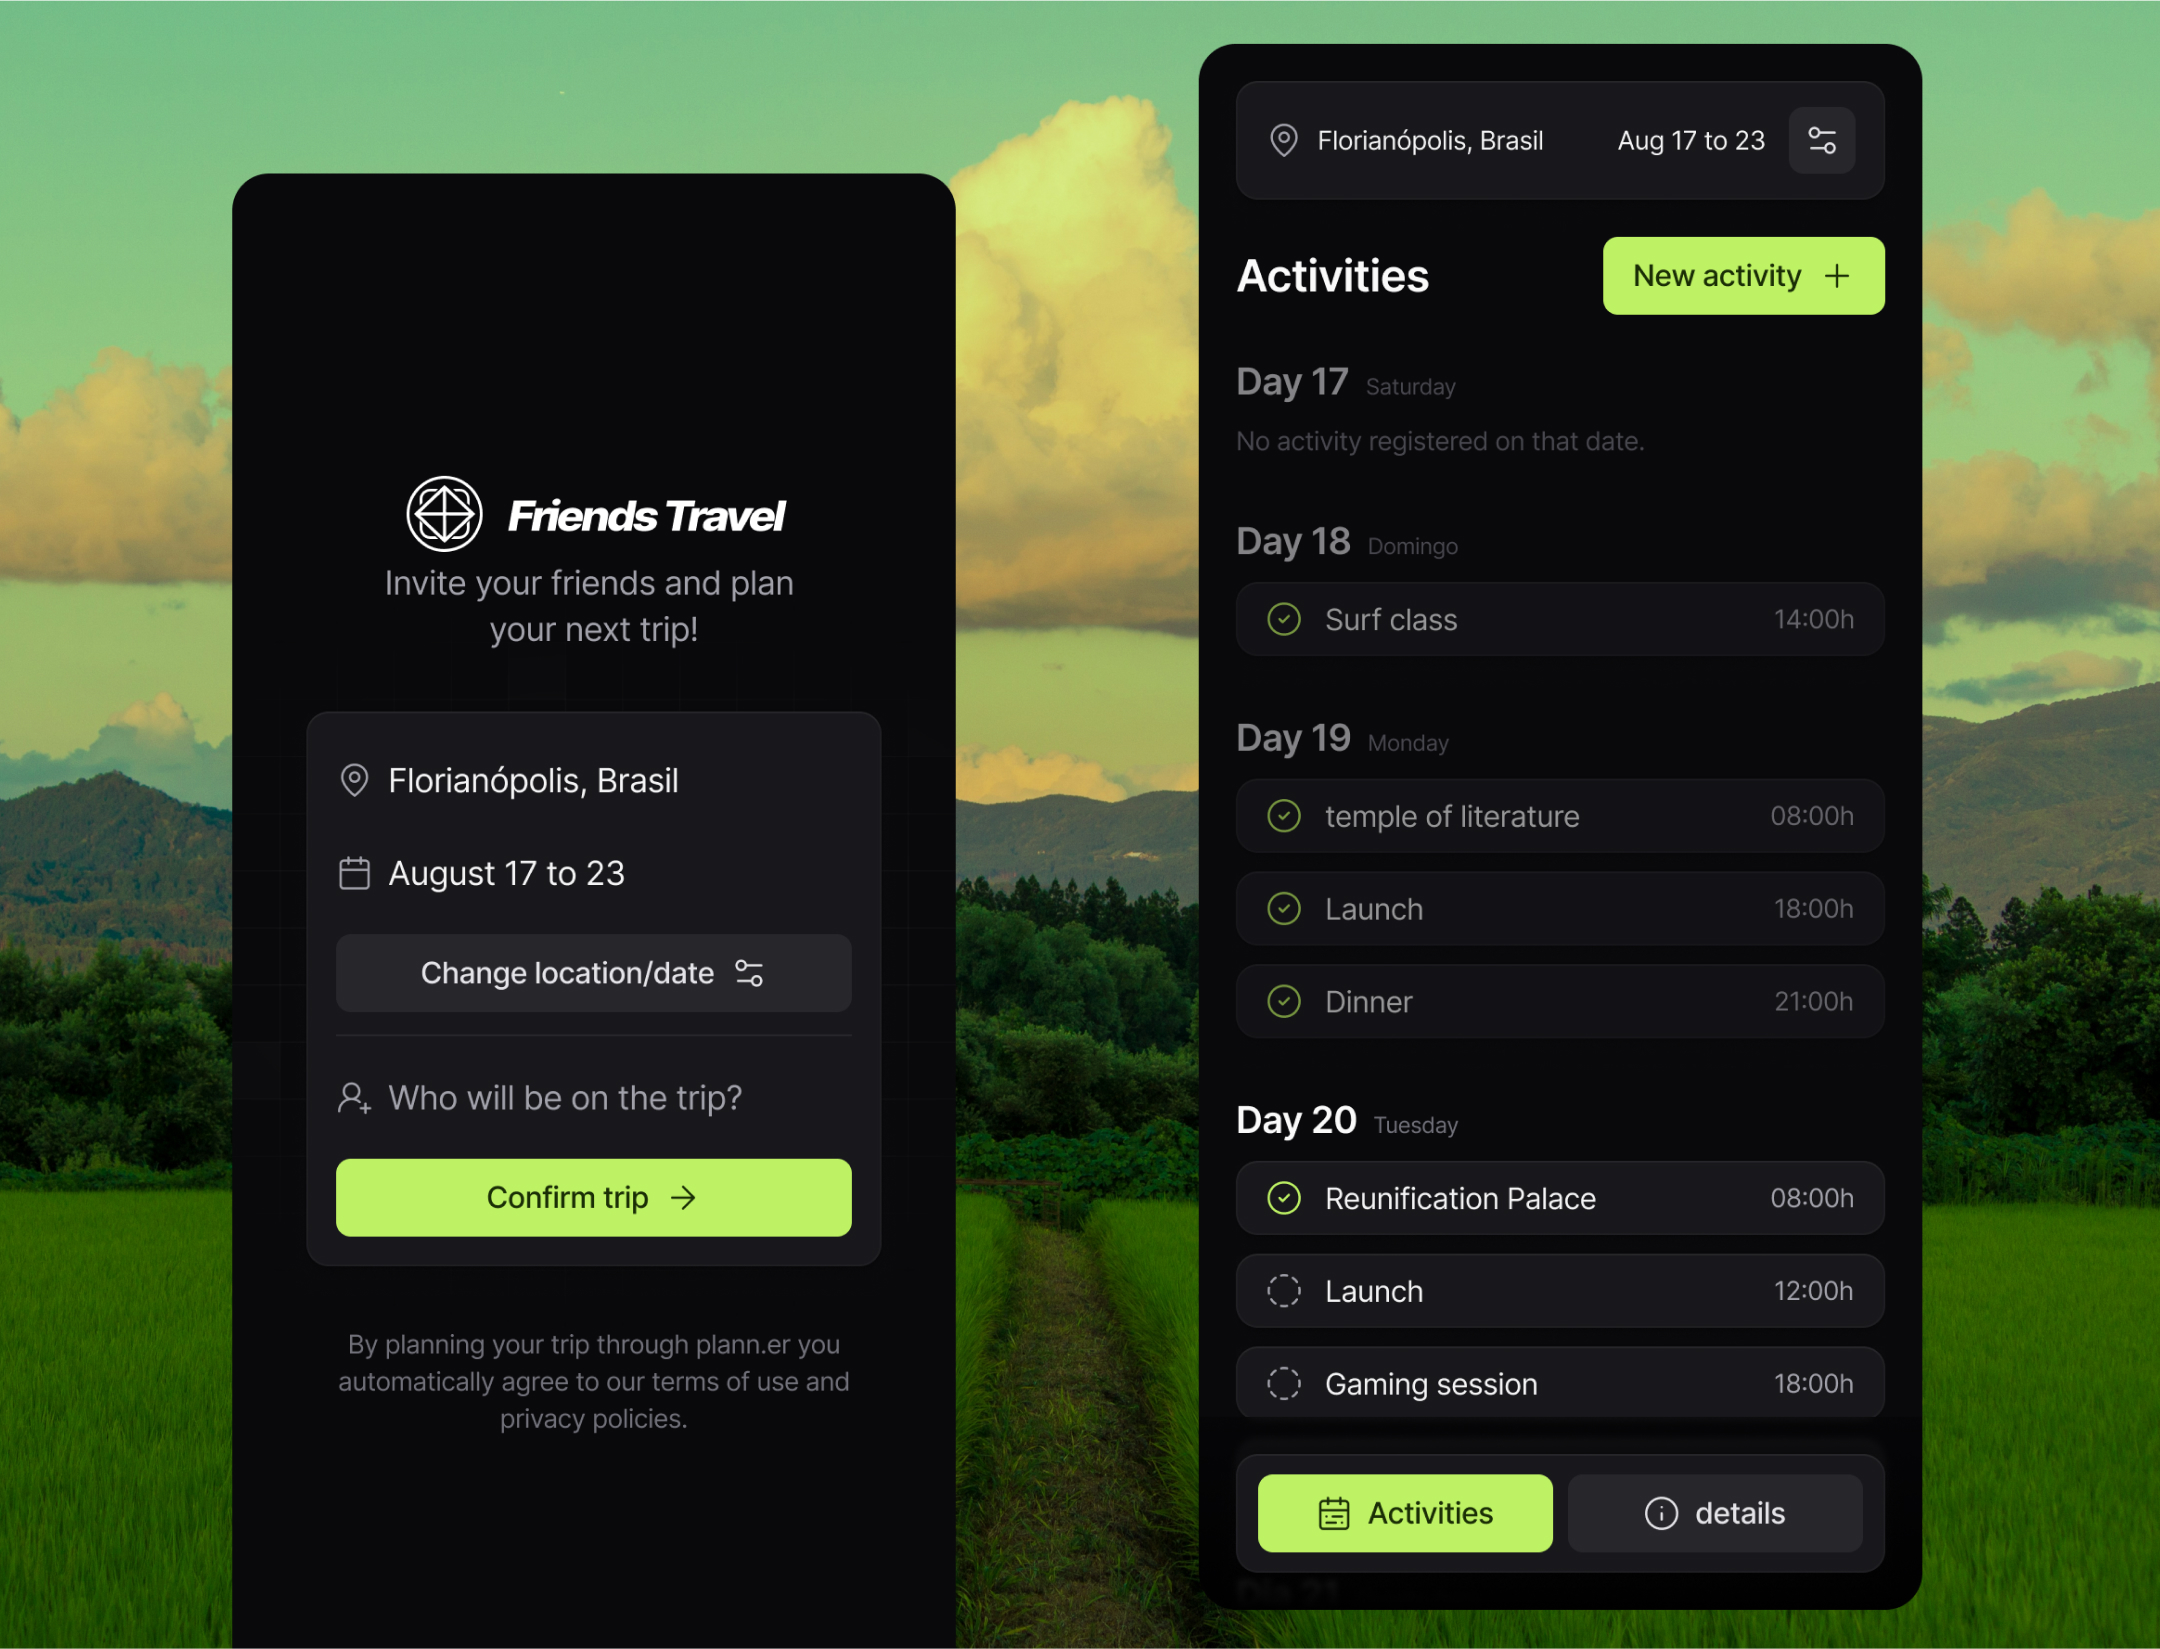 Friends Travel
Invite your friends and plan
your next trip!
Florianópolis, Brasil
August 17 to 23
Change location/date
Who will be on the trip?
Confirm trip
By planning your trip through plann.er you
automatically agree to our terms of use and
privacy policies.
Florianópolis, Brasil Aug 17 to 23
Activities New activity
Day 17 Saturday
No activity registered on that date.
Day 18 Domingo
Surf class 14:00h
Day 19 Monday
temple of literature 08:00h
Launch 18:00h
Dinner 21:00h
Day 20 Tuesday
Reunification Palace 08:00h
Launch 12:00h
Gaming session 18:00h
Activities details